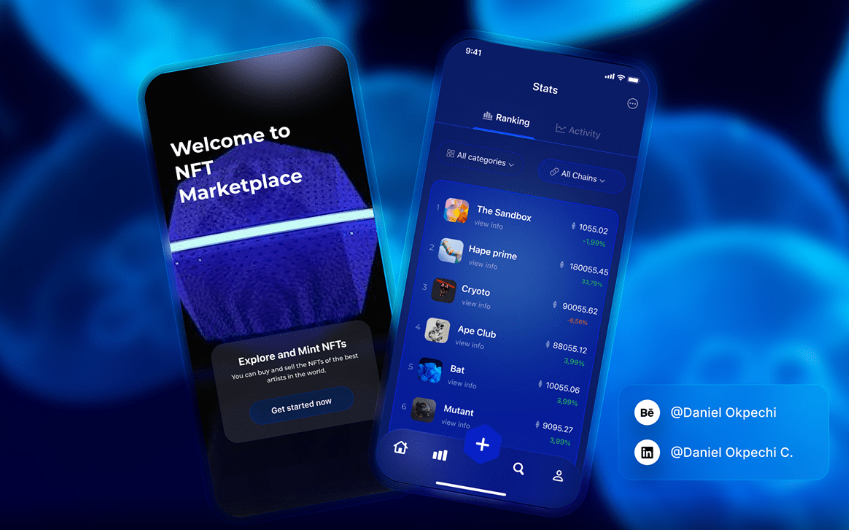 Welcome to
NFT
Marketplace
Explore and Mint NFTs
You can buy and sell the NFTs of the best
artists in the world.
Get started now
9:41
Stats
Ranking
Activity
All categories
All Chains
1
The Sandbox
view info
1055.02
-1,99%
2
Hape prime
view info
180055.45
33,79%
3
Cryoto
view info
90055.62
-6,56%
4
Ape Club
view info
88055.12
3,99%
5
Bat
view info
10055.06
3,99%
6
Mutant
view info
9095.27
3,99%
Bē @Daniel Okpechi
in @Daniel Okpechi C.